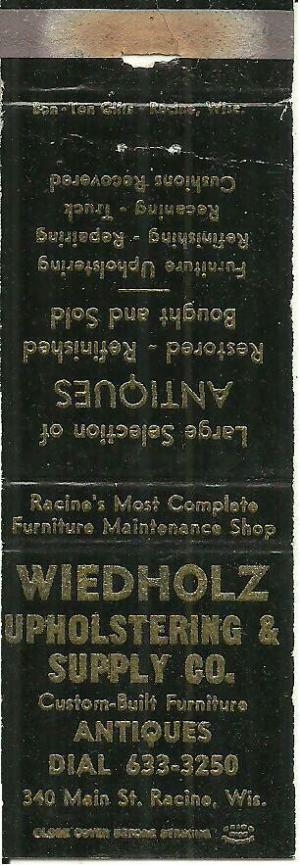 Bon-Ton Gifts - Racine, Wisc.
Large Selection of
ANTIQUES
Restored - Refinished
Bought and Sold
Furniture Upholstering
Refinishing - Repairing
Recaning - Truck
Cushions Recovered
Racine's Most Complete
Furniture Maintenance Shop
WIEDHOLZ
UPHOLSTERING &
SUPPLY CO.
Custom-Built Furniture
ANTIQUES
DIAL 633-3250
340 Main St. Racine, Wis.
CLOSE COVER BEFORE STRIKING